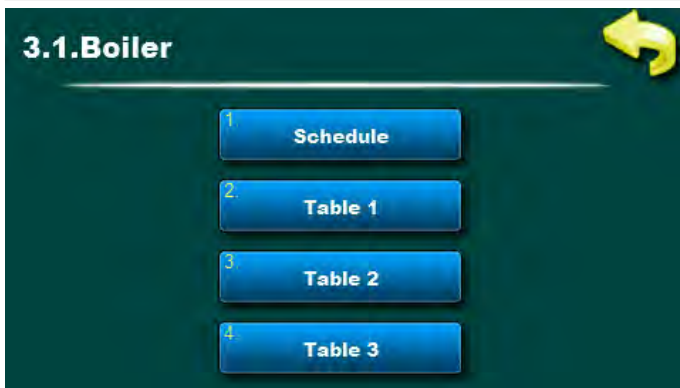 3.1.Boiler
1
Schedule
2.
Table 1
3.
Table 2
4.
Table 3